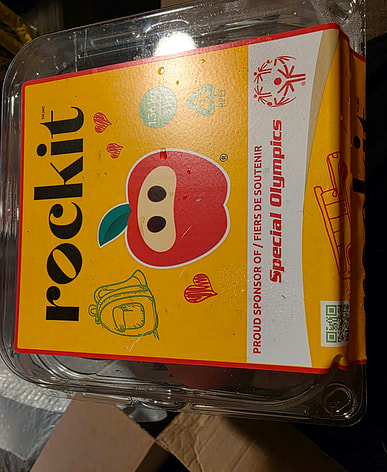 rockit
PROUD SPONSOR OF / FIERS DE SOUTENIR
Special Olympics